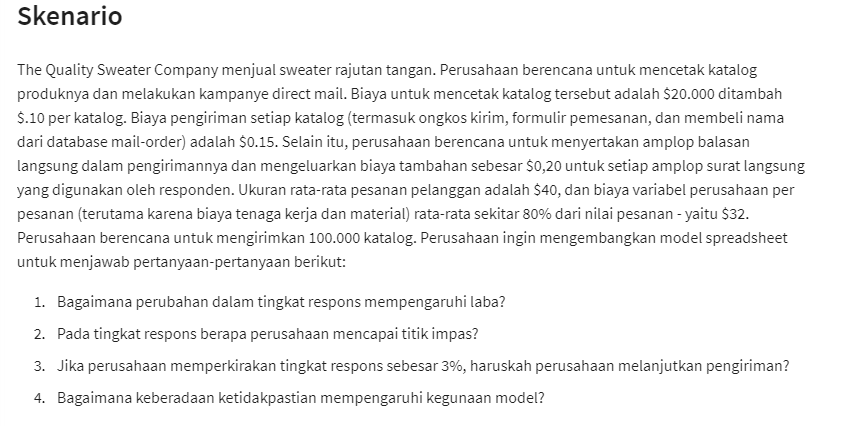 Skenario
The Quality Sweater Company menjual sweater rajutan tangan. Perusahaan berencana untuk mencetak katalog
produknya dan melakukan kampanye direct mail. Biaya untuk mencetak katalog tersebut adalah $20.000 ditambah
$.10 per katalog. Biaya pengiriman setiap katalog (termasuk ongkos kirim, formulir pemesanan, dan membeli nama
dari database mail-order) adalah $0.15. Selain itu, perusahaan berencana untuk menyertakan amplop balasan
langsung dalam pengirimannya dan mengeluarkan biaya tambahan sebesar $0,20 untuk setiap amplop surat langsung
yang digunakan oleh responden. Ukuran rata-rata pesanan pelanggan adalah $40, dan biaya variabel perusahaan per
pesanan (terutama karena biaya tenaga kerja dan material) rata-rata sekitar 80% dari nilai pesanan - yaitu $32.
Perusahaan berencana untuk mengirimkan 100.000 katalog. Perusahaan ingin mengembangkan model spreadsheet
untuk menjawab pertanyaan-pertanyaan berikut:
1. Bagaimana perubahan dalam tingkat respons mempengaruhi laba?
2. Pada tingkat respons berapa perusahaan mencapai titik impas?
3. Jika perusahaan memperkirakan tingkat respons sebesar 3%, haruskah perusahaan melanjutkan pengiriman?
4. Bagaimana keberadaan ketidakpastian mempengaruhi kegunaan model?